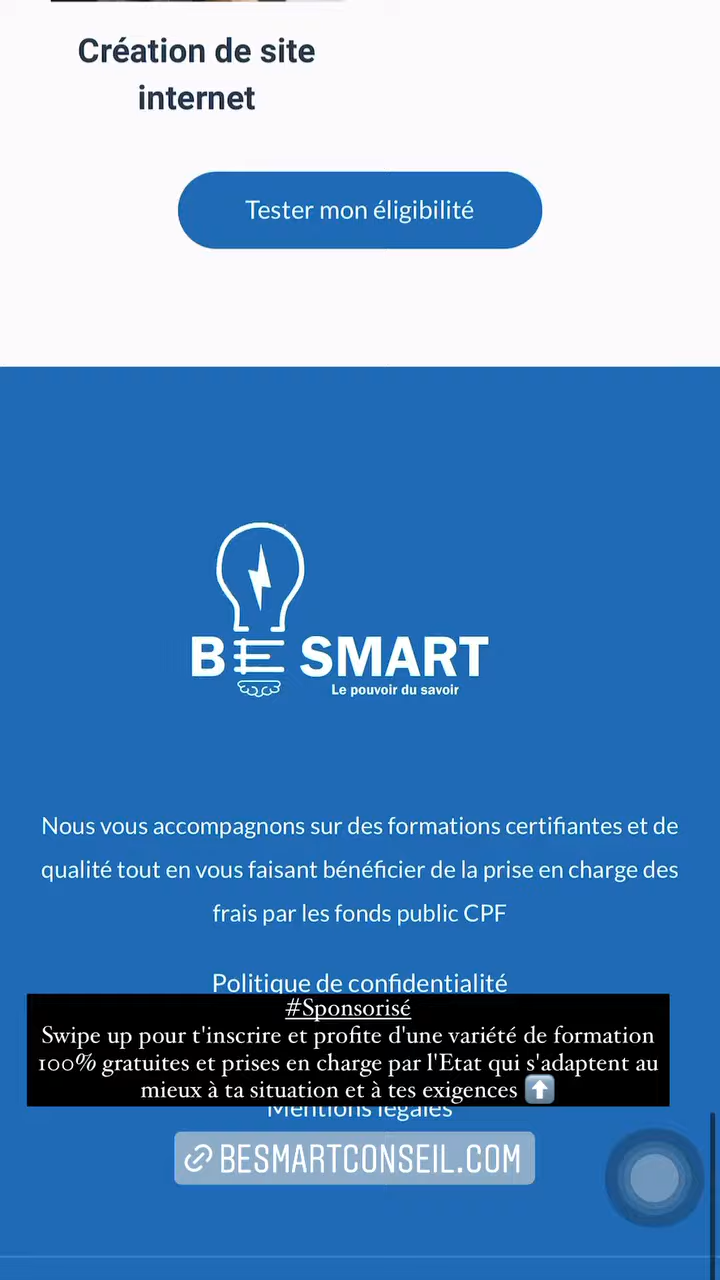 Création de site
internet
Tester mon éligibilité
BE SMART
Le pouvoir du savoir
Nous vous accompagnons sur des formations certifiantes et de
qualité tout en vous faisant bénéficier de la prise en charge des
frais par les fonds public CPF
Politique de confidentialité
#Sponsorisé
Swipe up pour t'inscrire et profite d'une variété de formation
100% gratuites et prises en charge par l'Etat qui s'adaptent au
mieux à ta situation et à tes exigences ⬆️
Mentions légales
BESMARTCONSEIL.COM